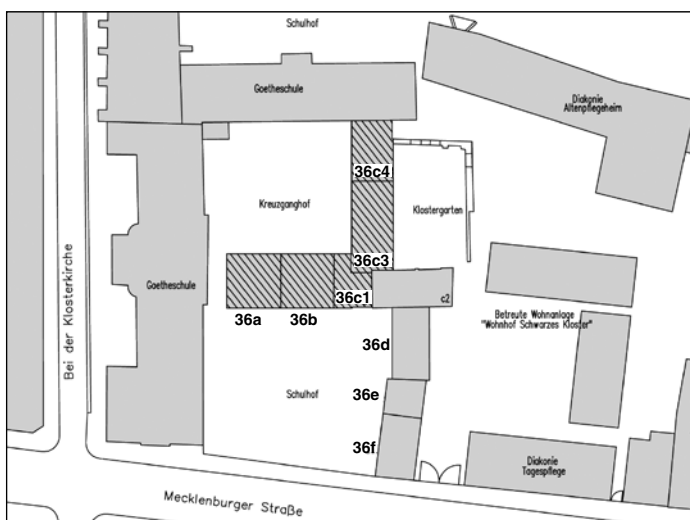 Schulhof
Goetheschule
Diakonie
Altenpflegeheim
36c4
Kreuzganghof
Klostergarten
36c3
Bei der Klosterkirche
Goetheschule
36c1
c2
36a
36b
Betreute Wohnanlage
"Wohnhof Schwarzes Kloster"
36d
Schulhof
36e
36f
Diakonie
Tagespflege
Mecklenburger Straße